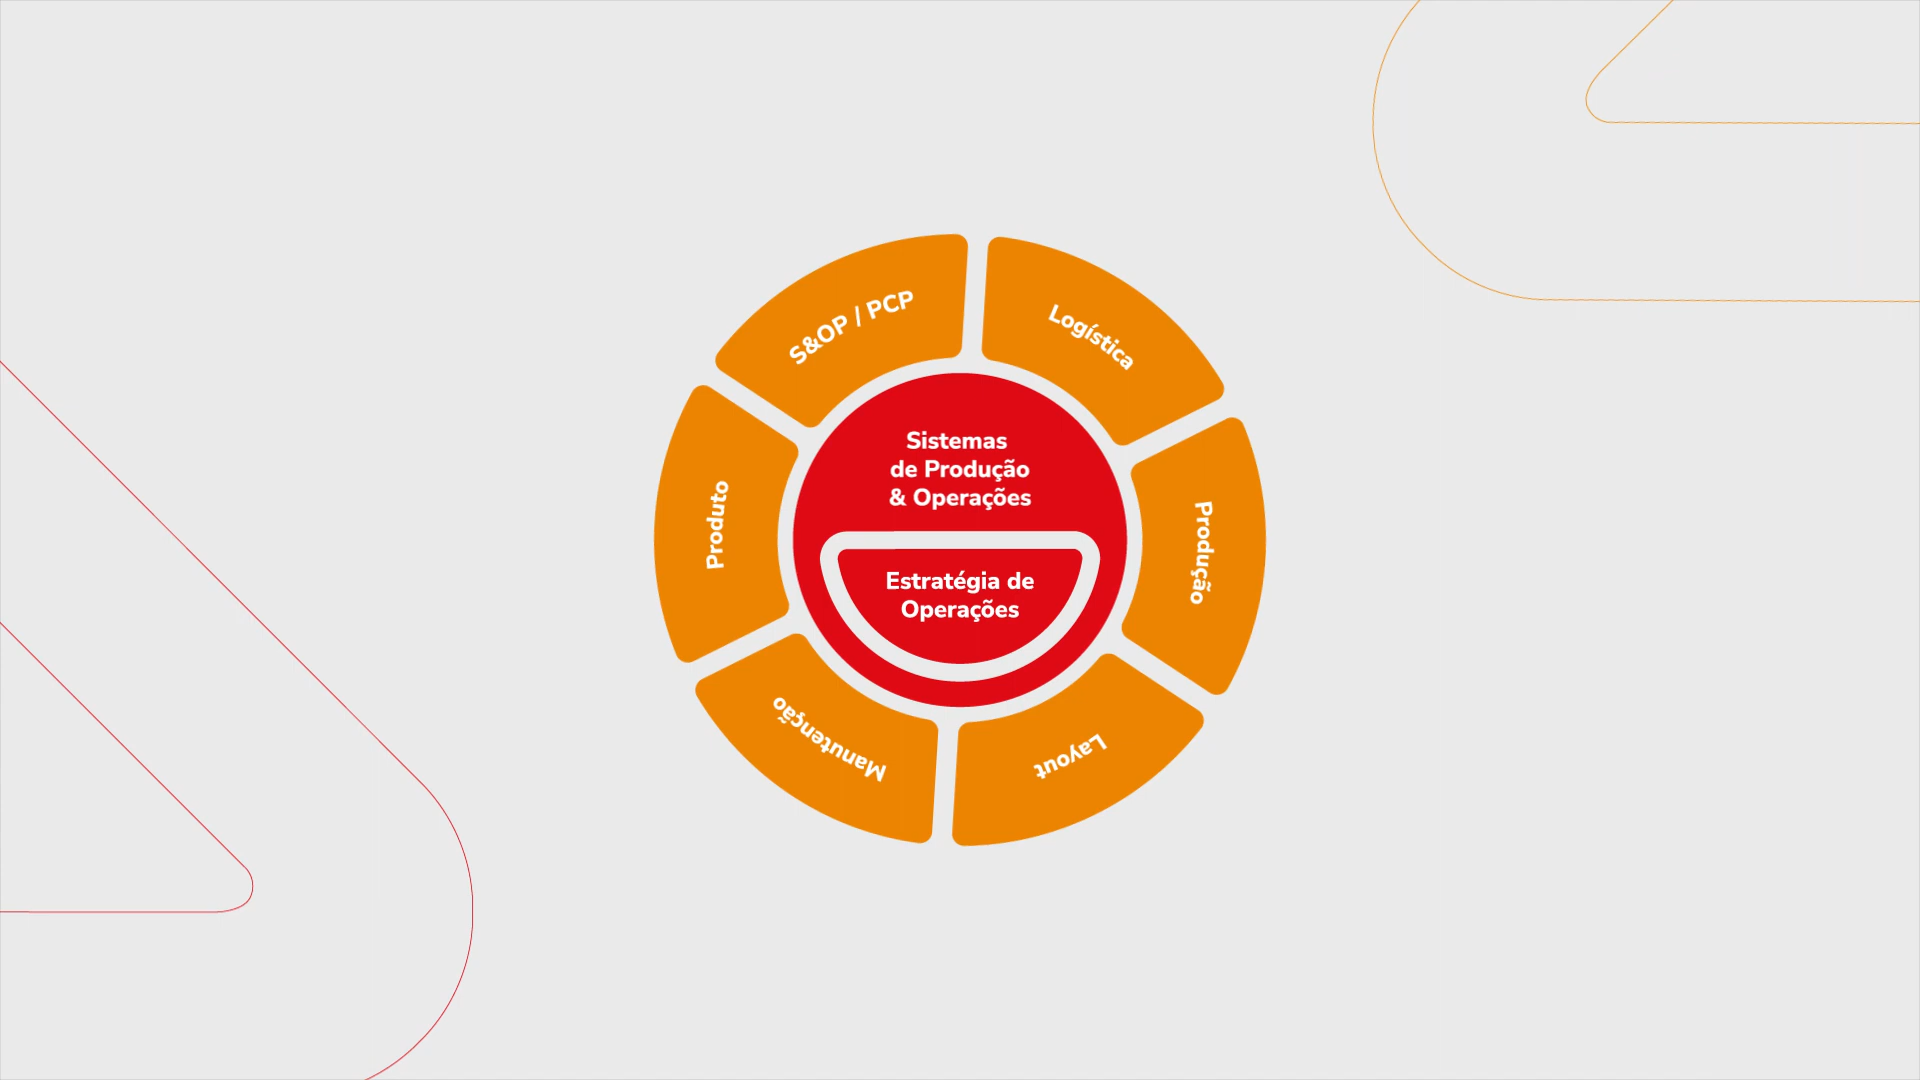 S&OP / PCP
Logística
Produção
Layout
Manutenção
Produto
Sistemas
de Produção
& Operações
Estratégia de
Operações